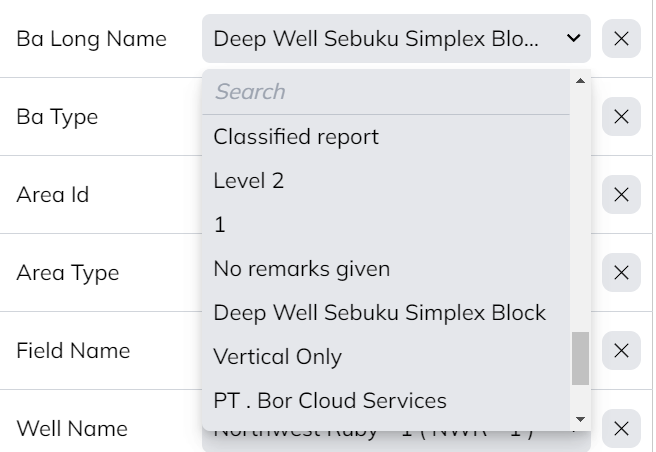 Ba Long Name
Deep Well Sebuku Simplex Blo...
Search
Ba Type
Classified report
Level 2
Area Id
1
Area Type
No remarks given
Deep Well Sebuku Simplex Block
Field Name
Vertical Only
PT . Bor Cloud Services
Well Name
Northwest Ruby - 1 ( NWR - 1 )